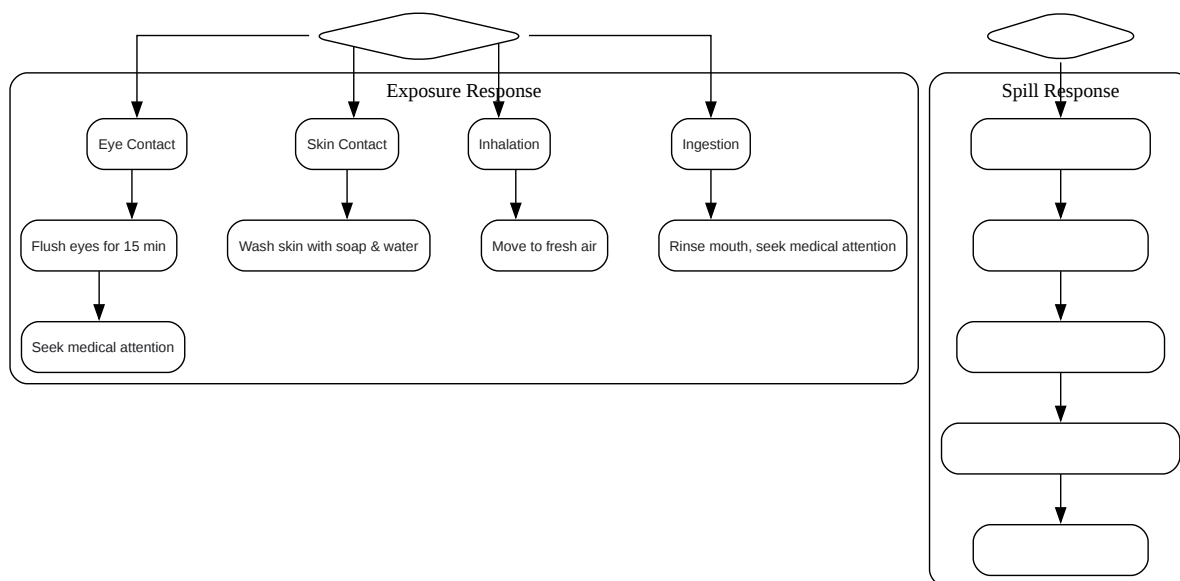 Exposure Response
Spill Response
Eye Contact
Skin Contact
Inhalation
Ingestion
Flush eyes for 15 min
Wash skin with soap & water
Move to fresh air
Rinse mouth, seek medical attention
Seek medical attention